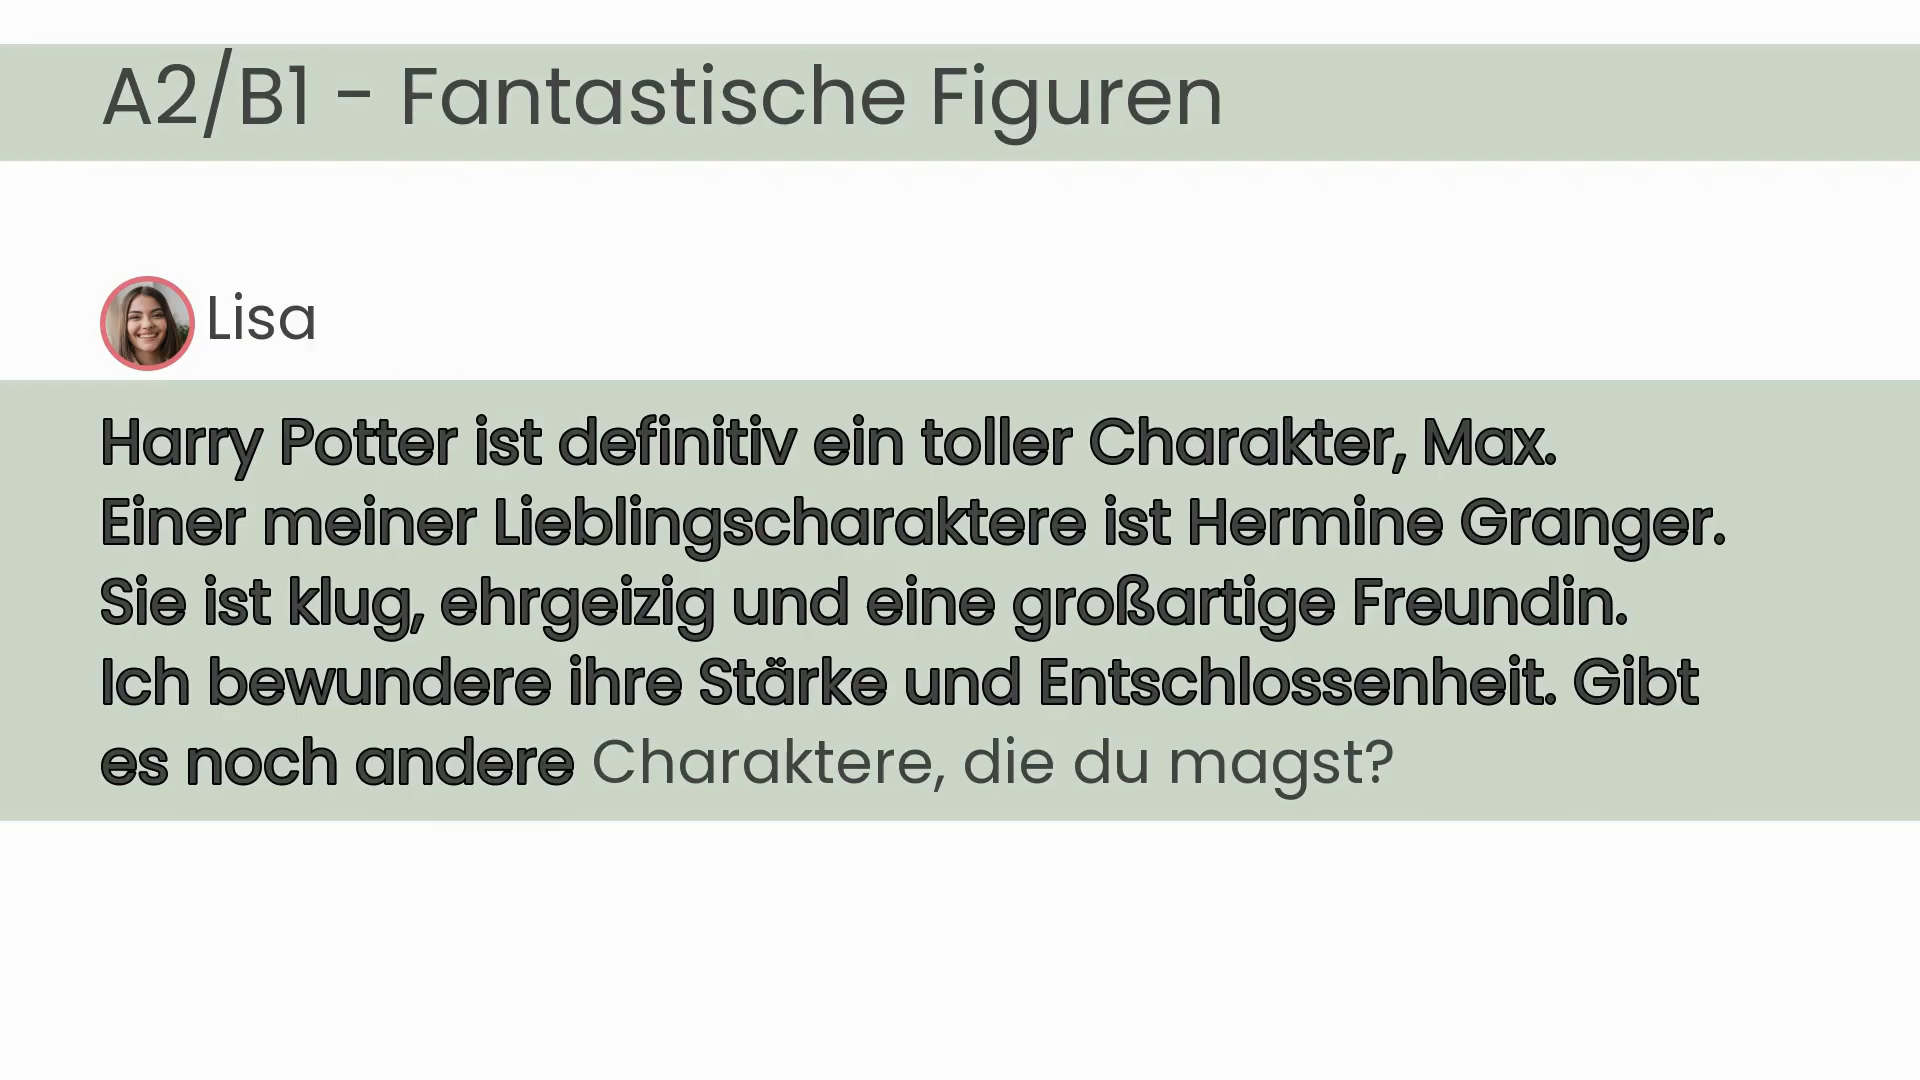 A2/B1 - Fantastische Figuren
Lisa
Harry Potter ist definitiv ein toller Charakter, Max.
Einer meiner Lieblingscharaktere ist Hermine Granger.
Sie ist klug, ehrgeizig und eine großartige Freundin.
Ich bewundere ihre Stärke und Entschlossenheit. Gibt
es noch andere Charaktere, die du magst?